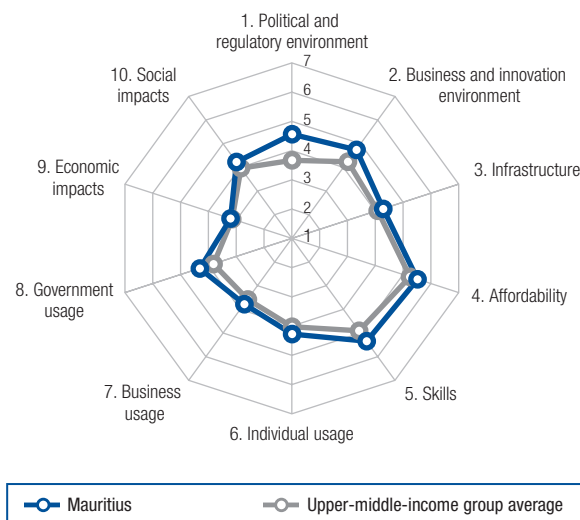 1. Political and
regulatory environment
2. Business and innovation
environment
3. Infrastructure
4. Affordability
5. Skills
6. Individual usage
7. Business
usage
8. Government
usage
9. Economic
impacts
10. Social
impacts
7
6
5
4
3
2
1
Mauritius
Upper-middle-income group average